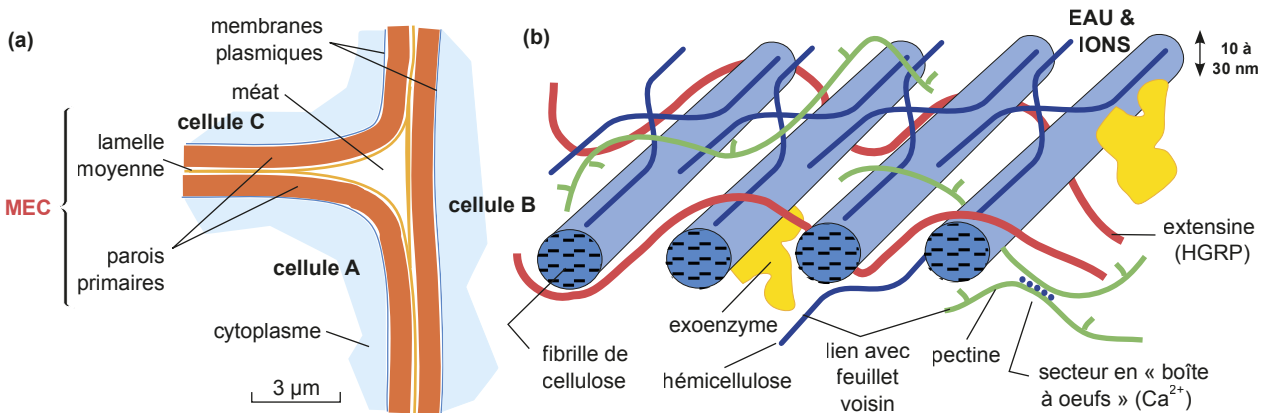 (a)
membranes
plasmiques
méat
cellule C
lamelle
moyenne
MEC
cellule B
parois
primaires
cellule A
cytoplasme
3 µm
(b)
EAU &
IONS
10 à
30 nm
extensine
(HGRP)
exoenzyme
fibrille de
cellulose
hémicellulose
lien avec
feuillet
voisin
pectine
secteur en « boîte
à oeufs » (Ca²⁺)